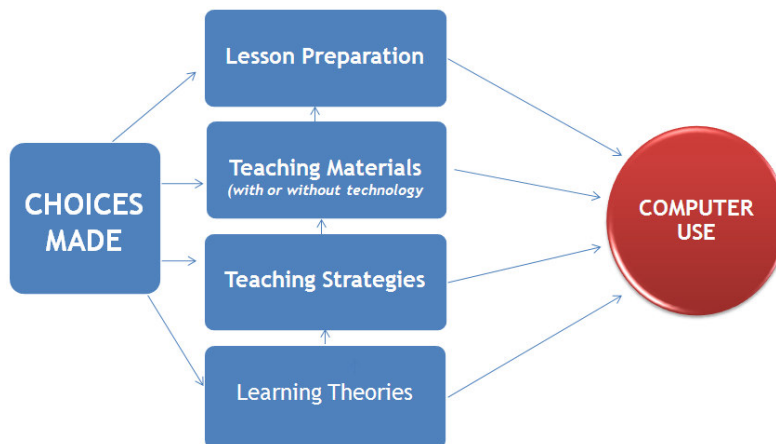 Lesson Preparation
Teaching Materials
(with or without technology
CHOICES
MADE
COMPUTER
USE
Teaching Strategies
Learning Theories